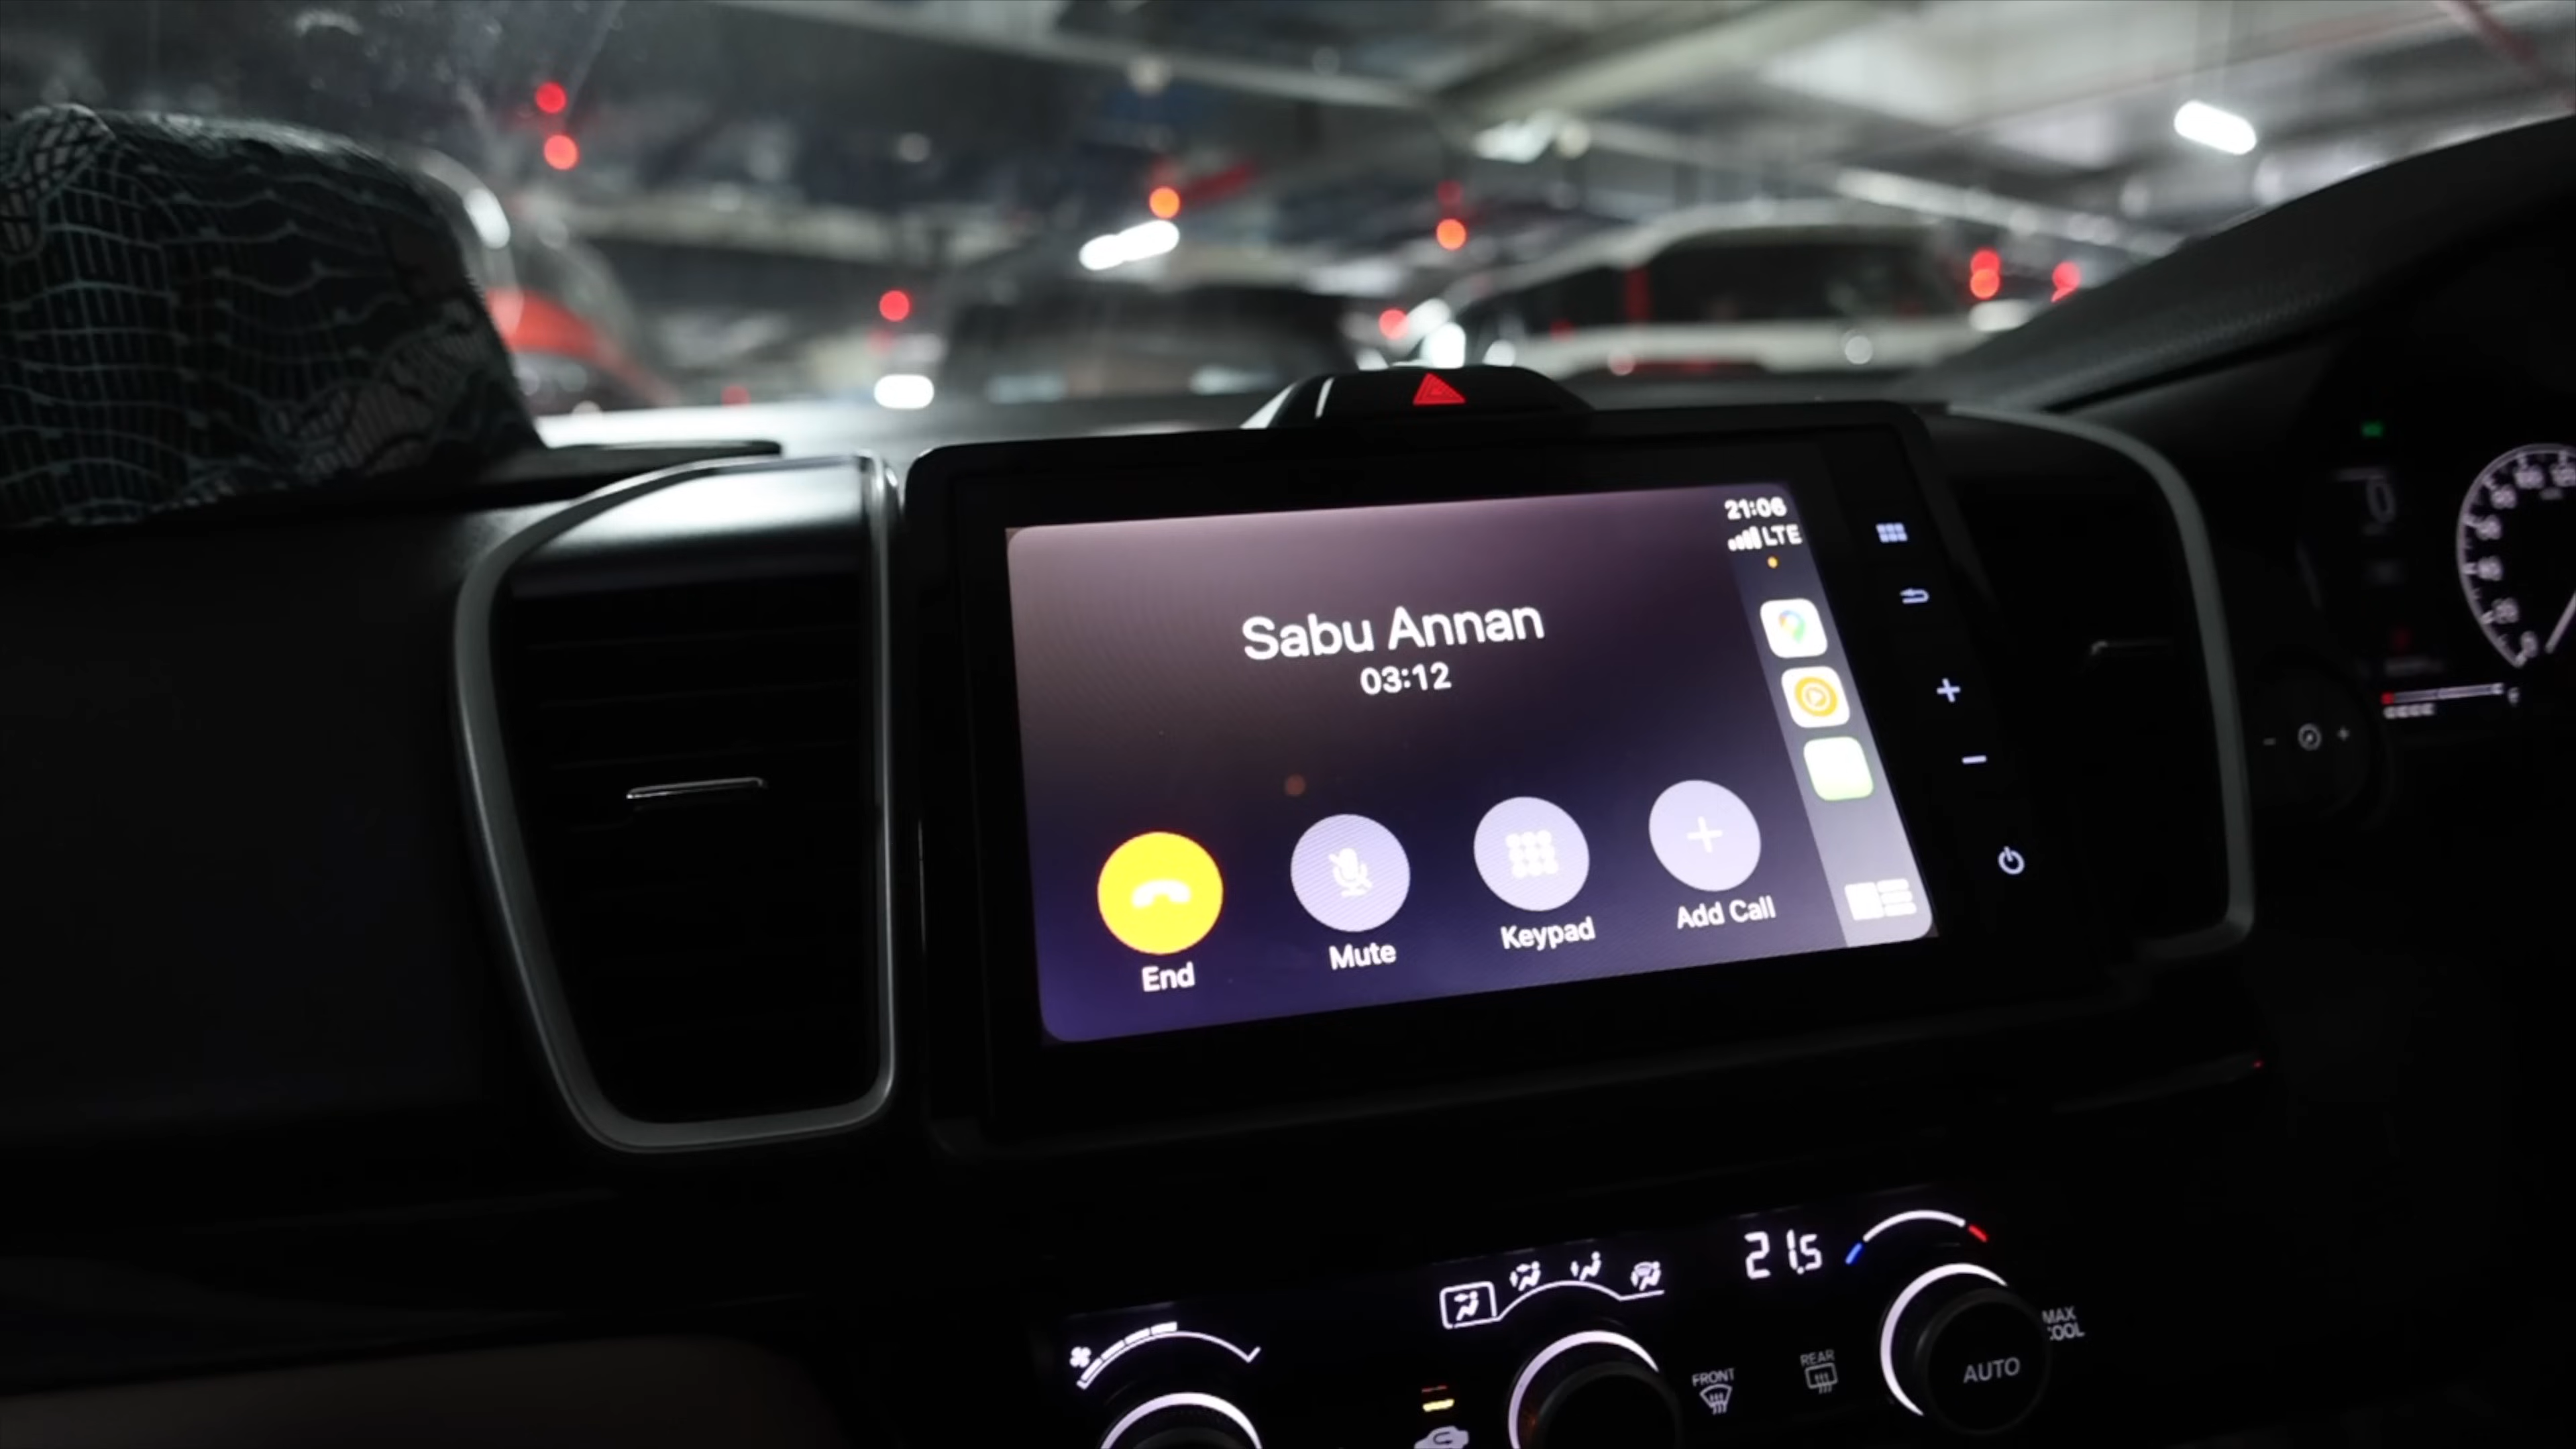 21:06
LTE
Sabu Annan
03:12
End
Mute
Keypad
Add Call
21.5
MAX
COOL
FRONT
REAR
AUTO